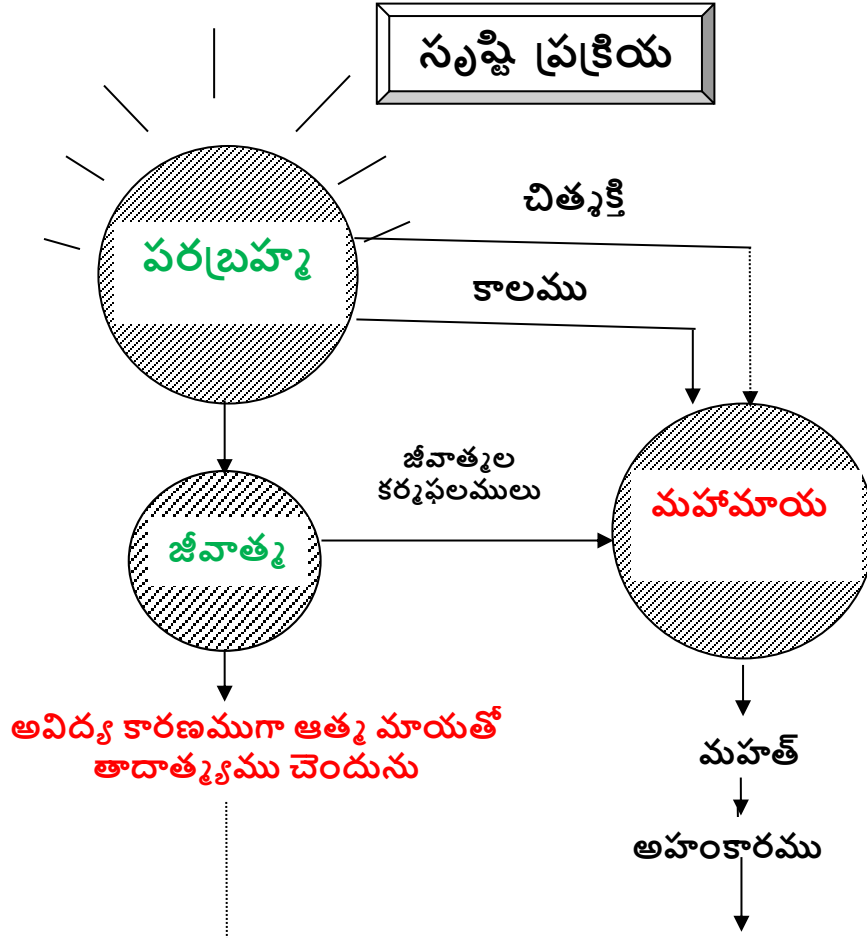 సృష్టి ప్రక్రియ
చిత్శక్తి
పరబ్రహ్మ
కాలము
జీవాత్మల
కర్మఫలములు
మహామాయ
జీవాత్మ
అవిద్య కారణముగా ఆత్మ మాయతో
తాదాత్మ్యము చెందును
మహత్
అహంకారము